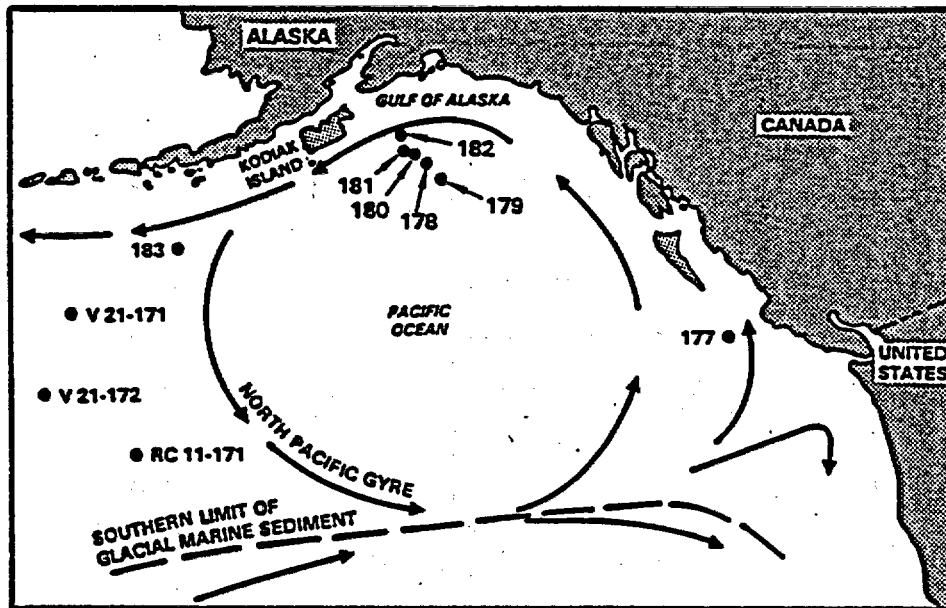 ALASKA
GULF OF ALASKA
CANADA
KODIAK
ISLAND
182
181
180
178
179
183
V 21-171
PACIFIC
OCEAN
177
UNITED
STATES
V 21-172
NORTH PACIFIC GYRE
RC 11-171
SOUTHERN LIMIT OF
GLACIAL MARINE SEDIMENT